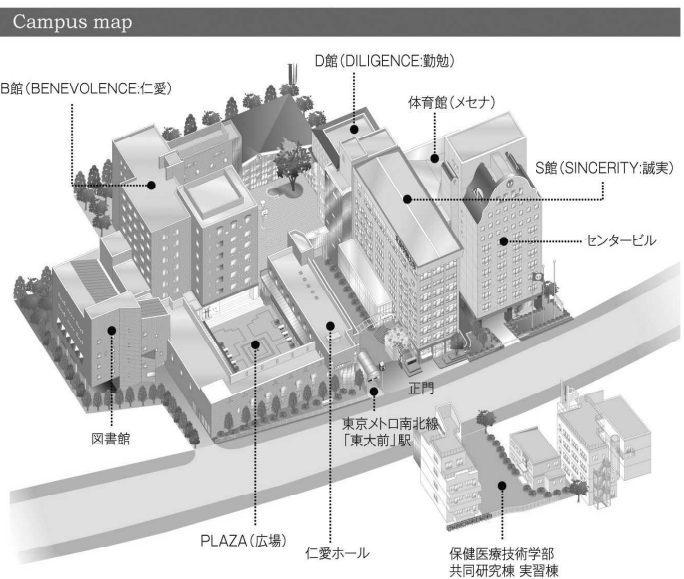 Campus map
D館(DILIGENCE:勤勉)
B館(BENEVOLENCE:仁愛)
体育館(メセナ)
S館(SINCERITY:誠実)
センタービル
正門
東京メトロ南北線
「東大前」駅
図書館
PLAZA(広場)
仁愛ホール
保健医療技術学部
共同研究棟 実習棟